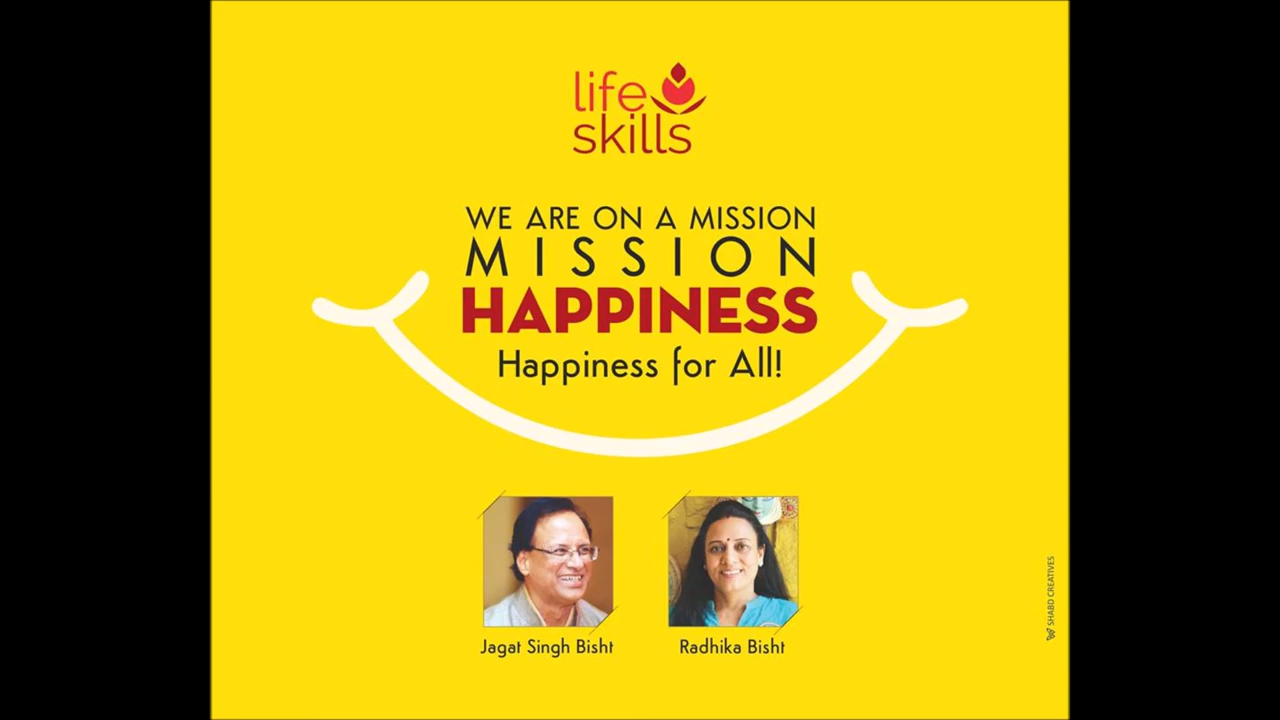 life
skills
WE ARE ON A MISSION
MISSION
HAPPINESS
Happiness for All!
Jagat Singh Bisht
Radhika Bisht
SHABD CREATIVES